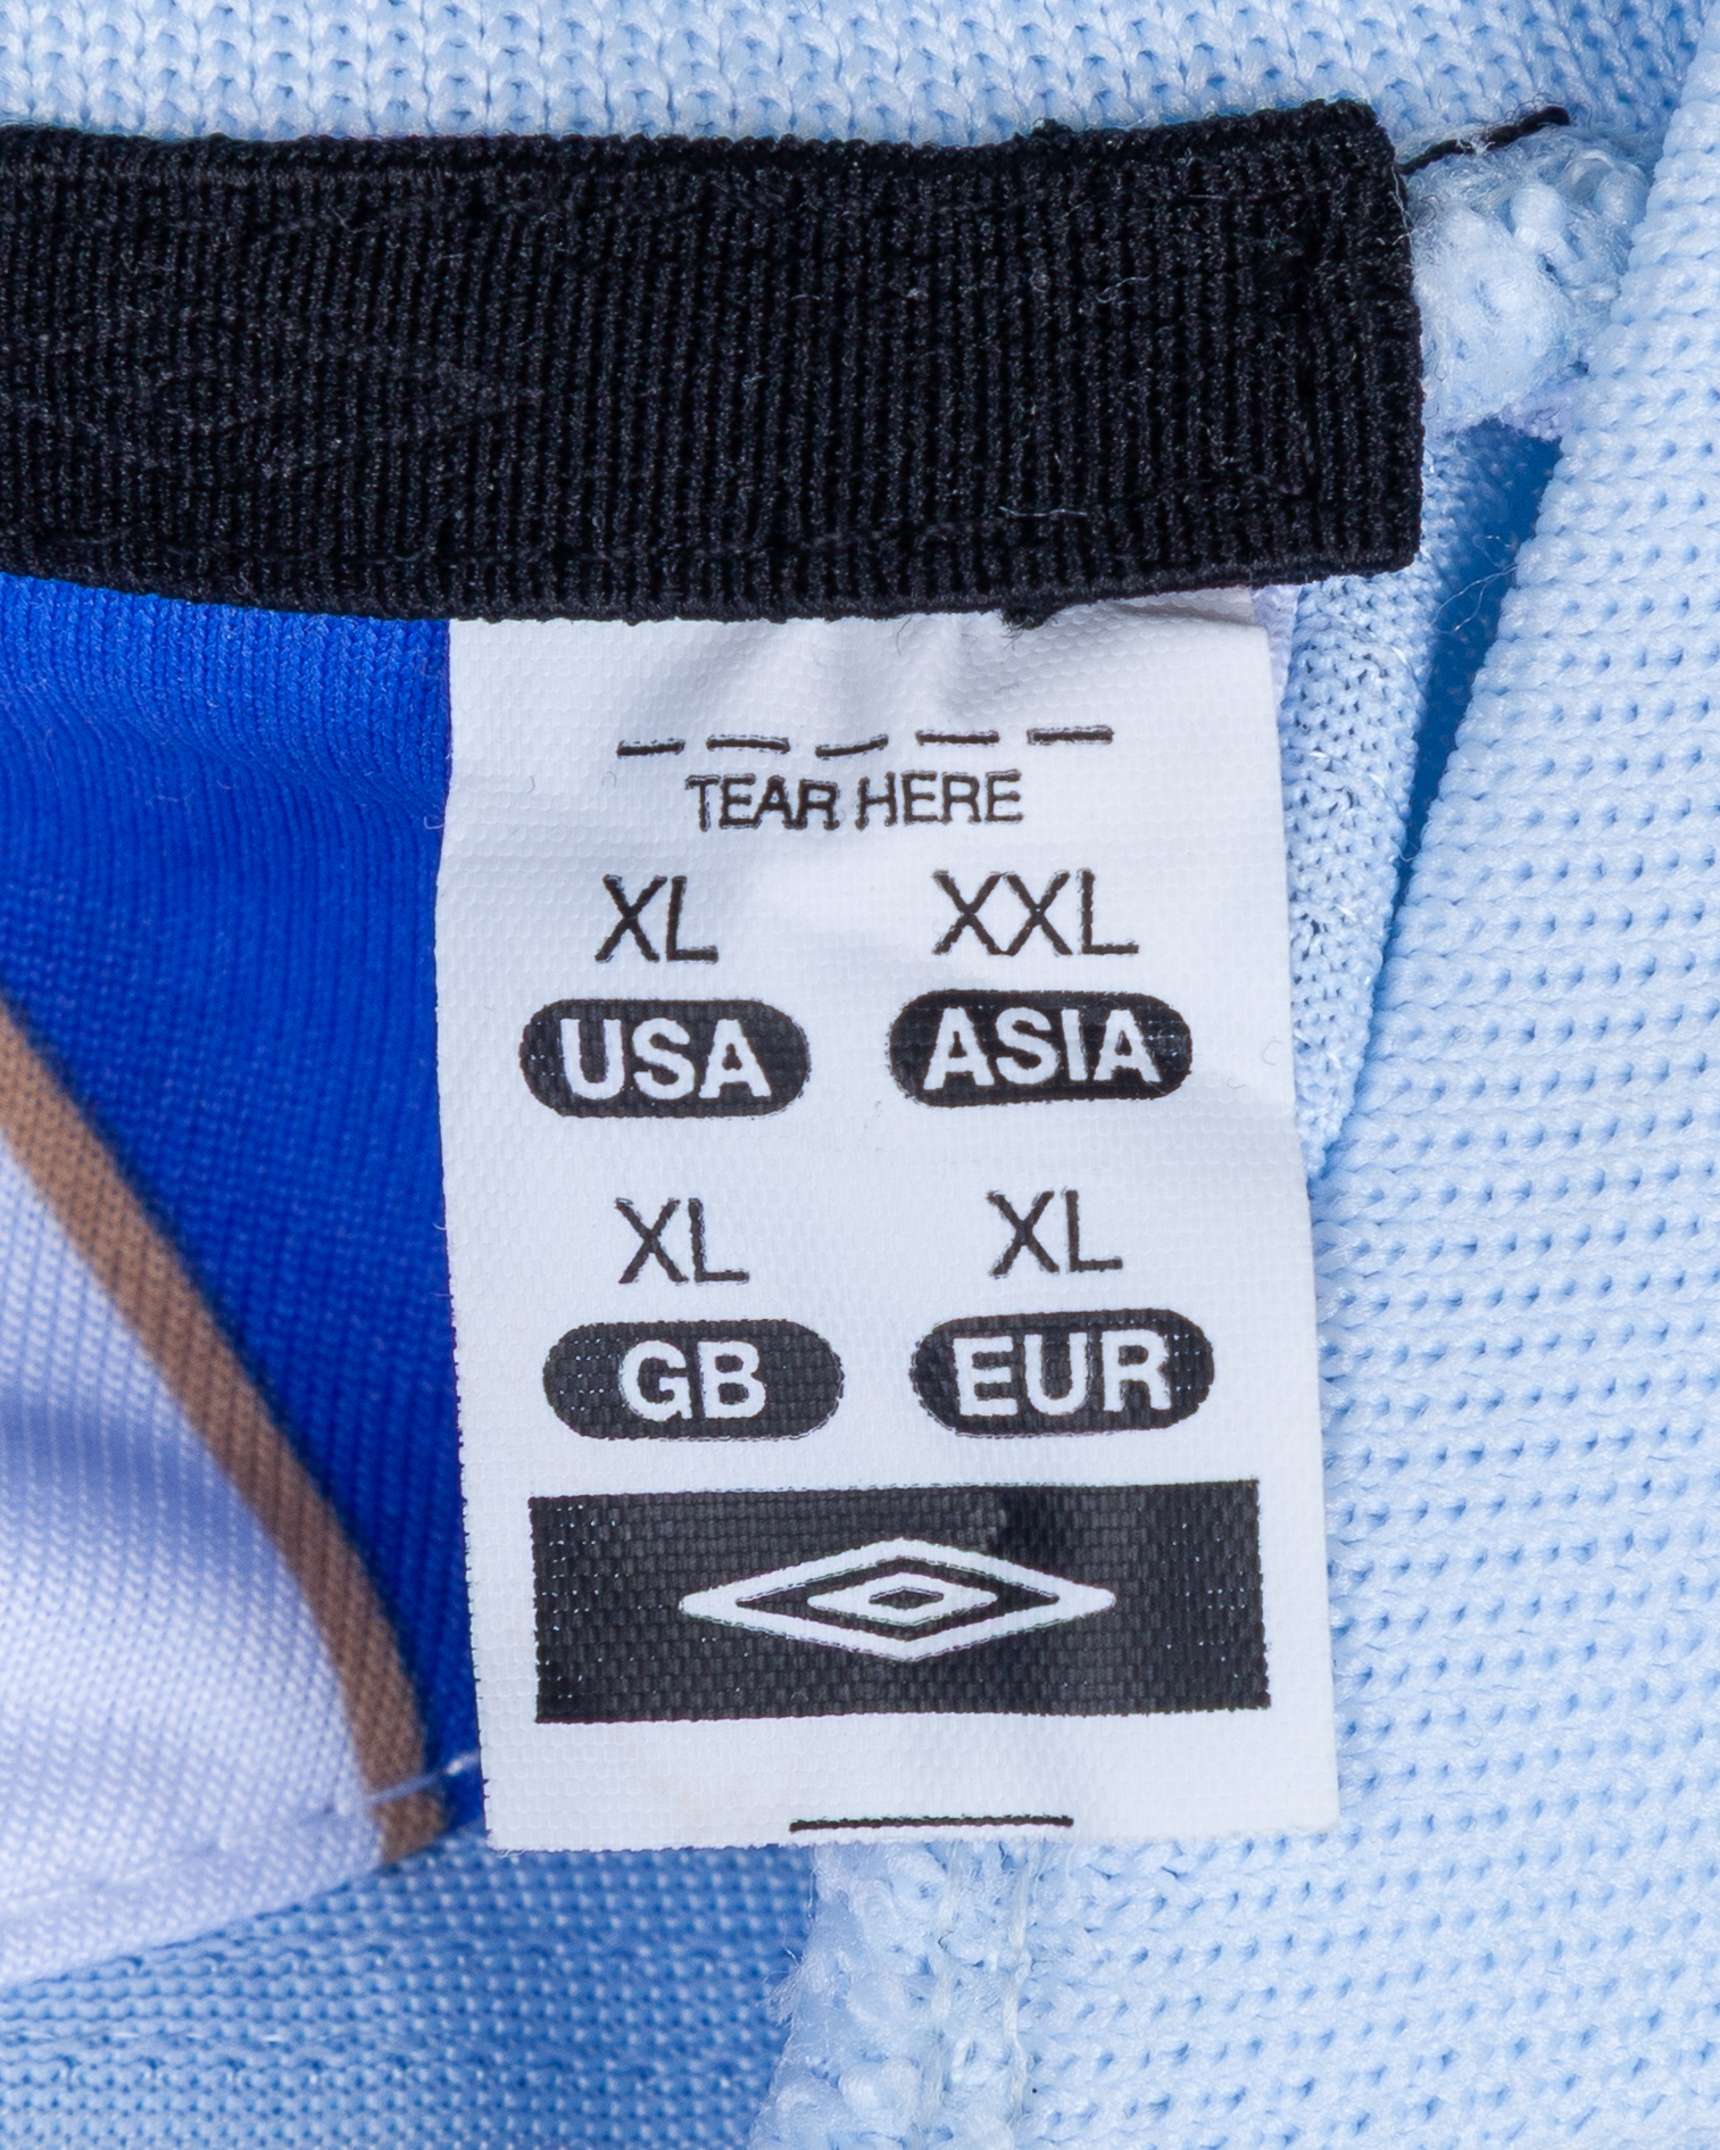 TEAR HERE
XL XXL
USA ASIA
XL XL
GB EUR